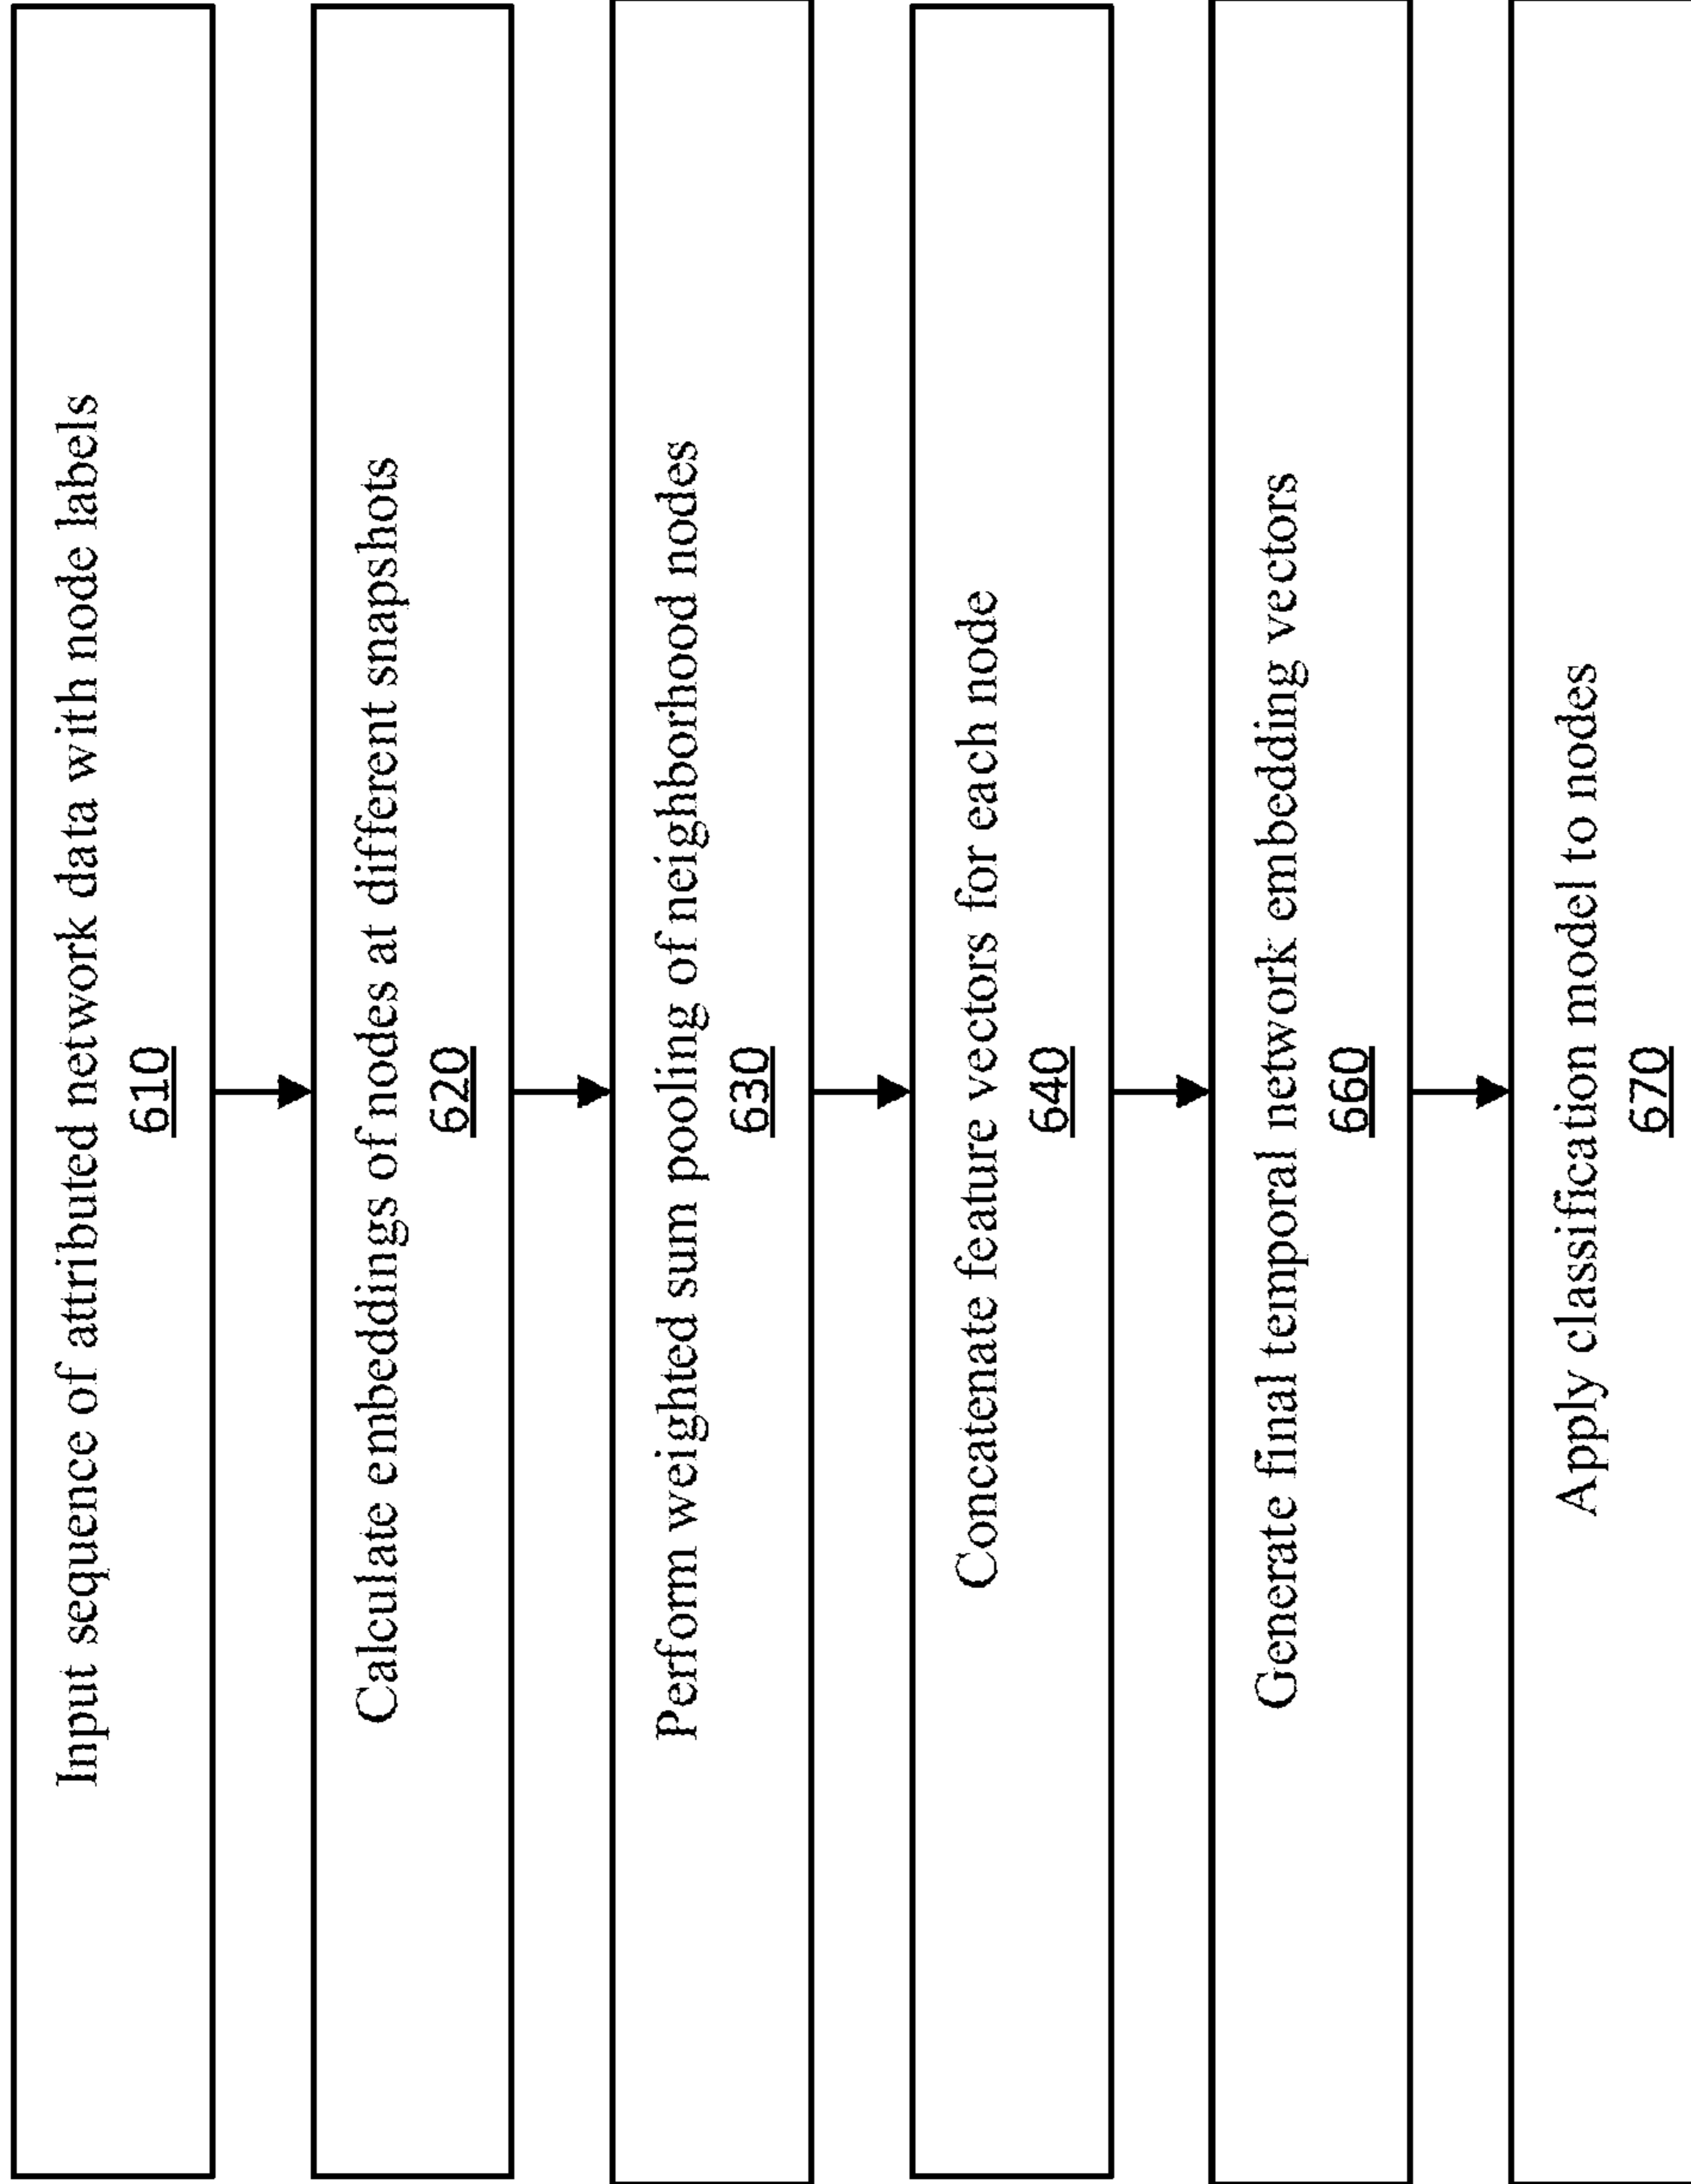 Input sequence of attributed network data with node labels
610
Calculate embeddings of nodes at different snapshots
620
Perform weighted sum pooling of neighborhood nodes
630
Concatenate feature vectors for each node
640
Generate final temporal network embedding vectors
660
Apply classification model to nodes
670